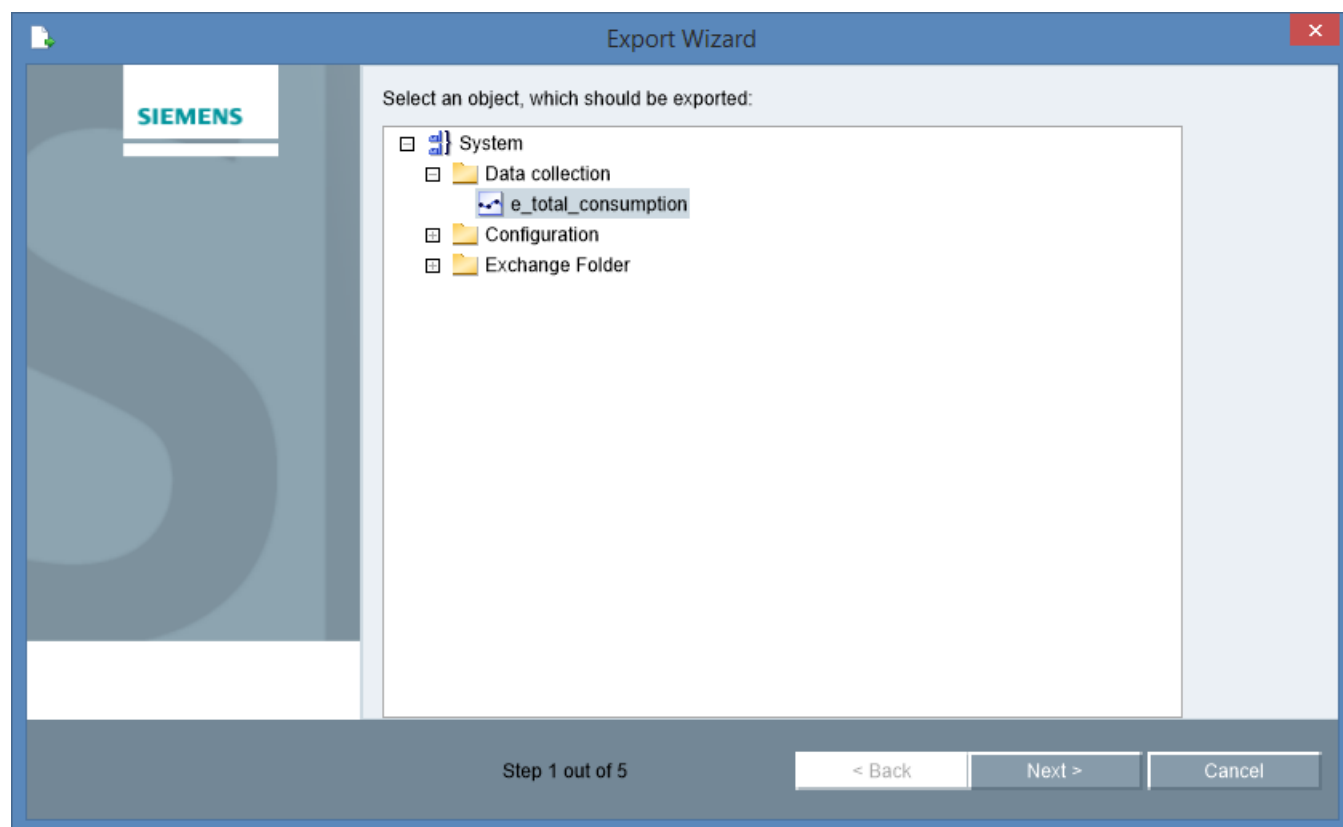 Export Wizard
SIEMENS
Select an object, which should be exported:
System
Data collection
e_total_consumption
Configuration
Exchange Folder
Step 1 out of 5
< Back
Next >
Cancel